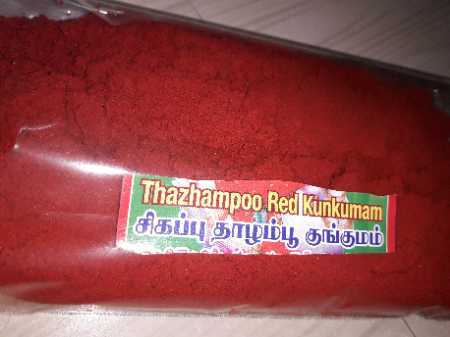 Thazhampoo Red Kunkumam
சிகப்பு தாழம்பூ குங்குமம்